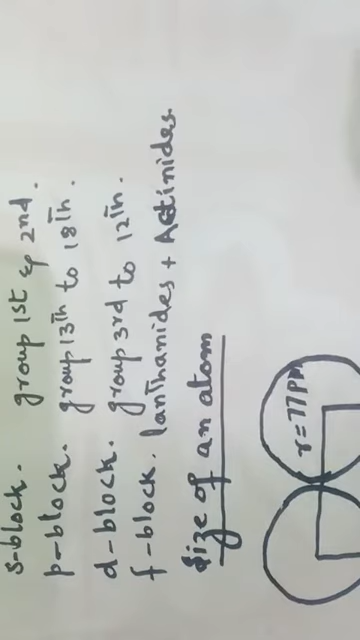 s-block. group 1st & 2nd.
p-block. group 13th to 18th.
d-block. group 3rd to 12th.
f-block. lanthanides + Actinides.
Size of an atom
r=77PM